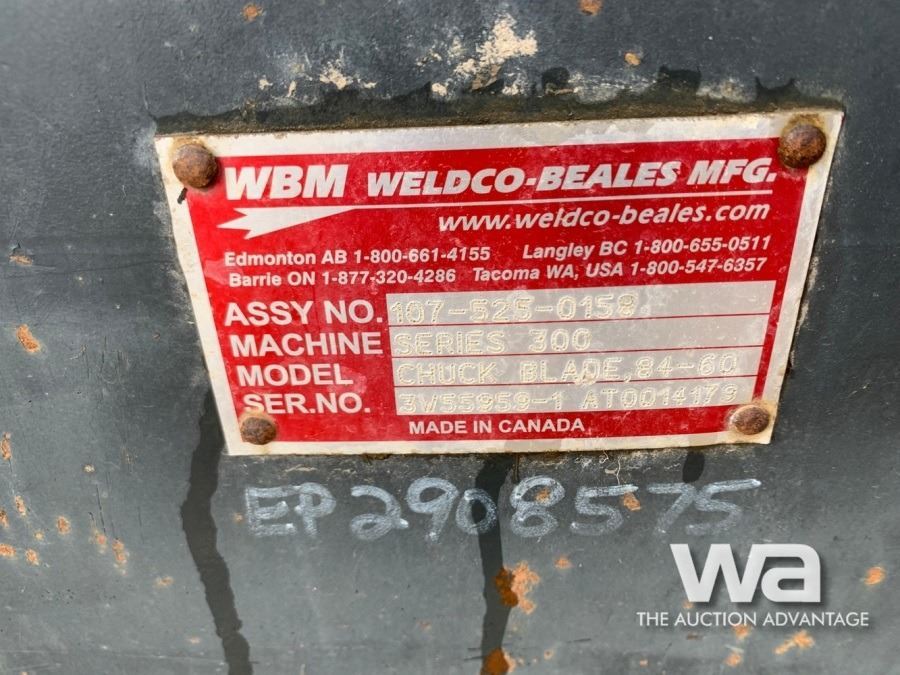 WBM WELDCO-BEALES MFG.
www.weldco-beales.com
Edmonton AB 1-800-661-4155 Langley BC 1-800-655-0511
Barrie ON 1-877-320-4286 Tacoma WA, USA 1-800-547-6357
ASSY NO. 107-525-0158
MACHINE SERIES 300
MODEL CHUCK BLADE,84-60
SER.NO. 3V55959-1 AT0014179
MADE IN CANADA
EP2908575
wa
THE AUCTION ADVANTAGE